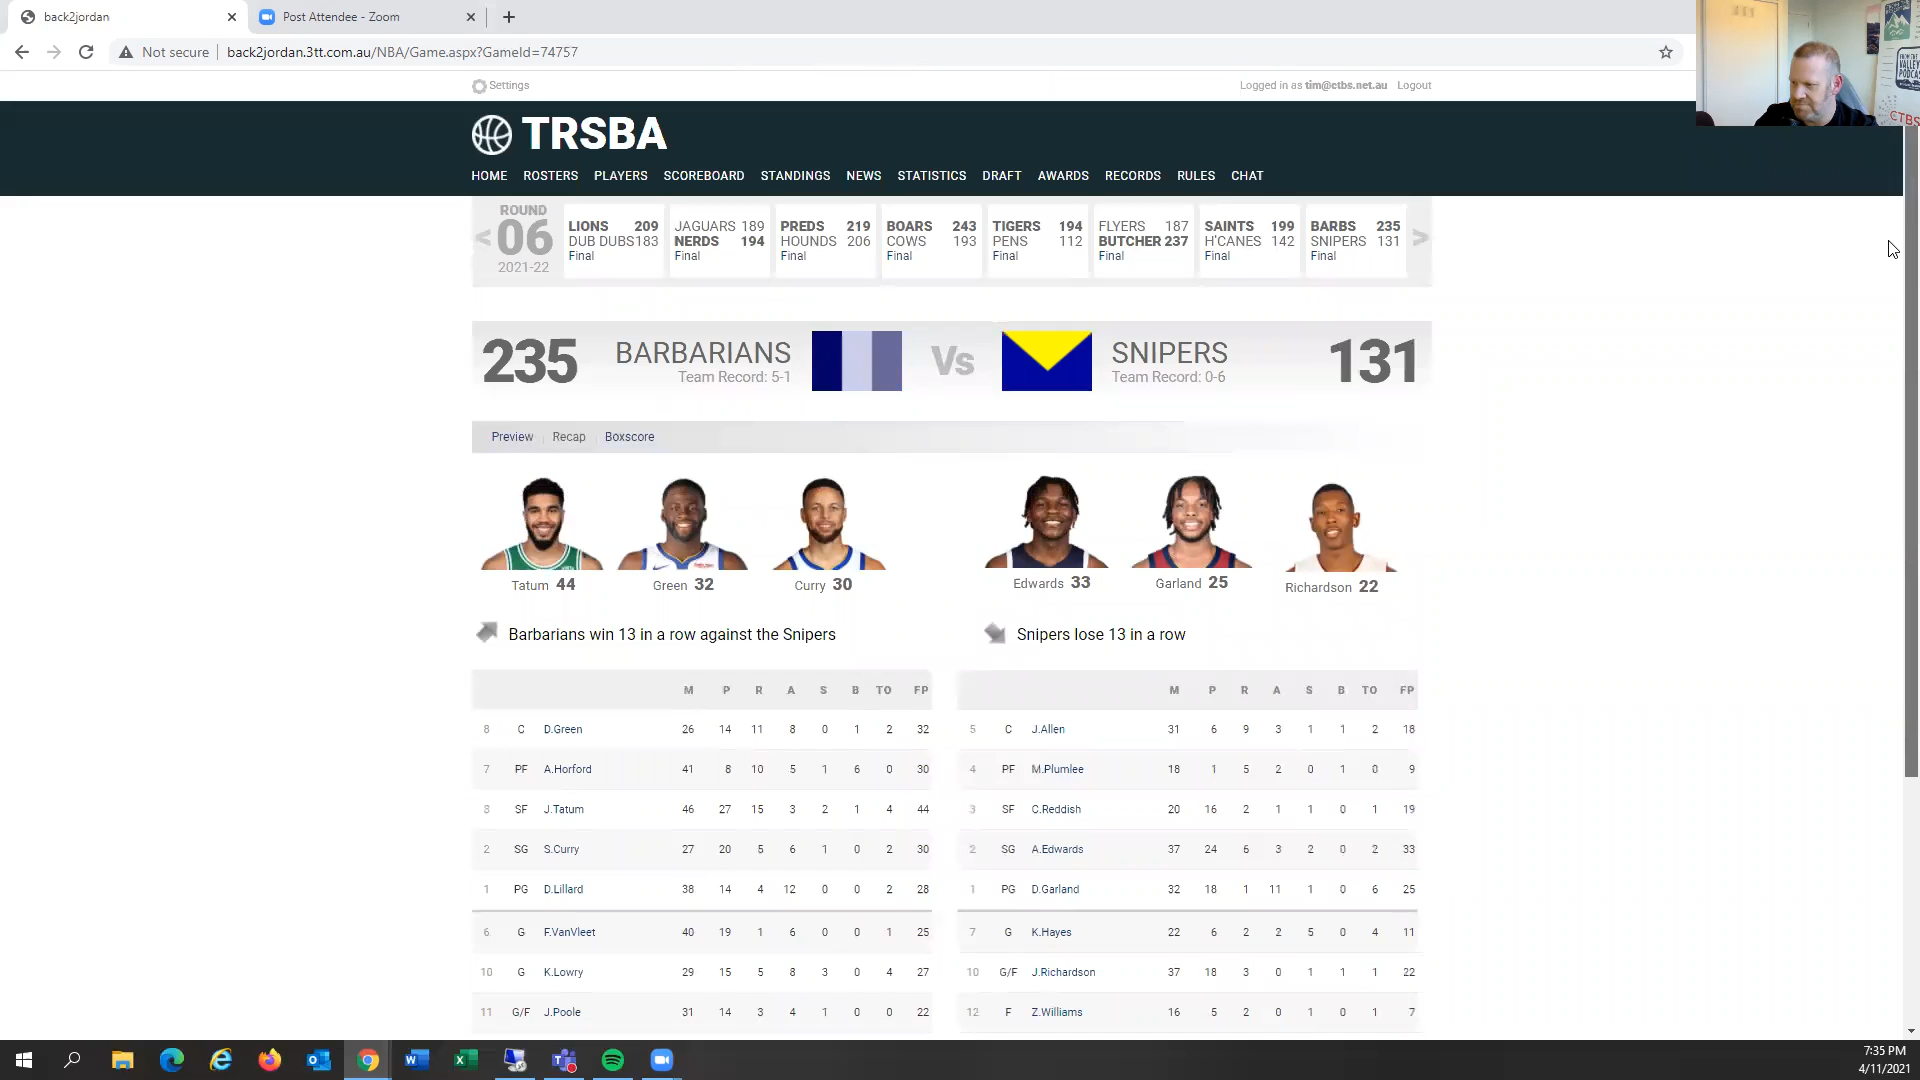 back2jordan
Post Attendee - Zoom
Not secure back2jordan.3tt.com.au/NBA/Game.aspx?GameId=74757
Settings
Logged in as tim@ctbs.net.au Logout
FROM THE VALLEY PODCAST
CTBS
TRSBA
HOME ROSTERS PLAYERS SCOREBOARD STANDINGS NEWS STATISTICS DRAFT AWARDS RECORDS RULES CHAT
ROUND
< 06
2021-22
LIONS 209
DUB DUBS 183
Final
JAGUARS 189
NERDS 194
Final
PREDS 219
HOUNDS 206
Final
BOARS 243
COWS 193
Final
TIGERS 194
PENS 112
Final
FLYERS 187
BUTCHER 237
Final
SAINTS 199
H'CANES 142
Final
BARBS 235
SNIPERS 131
Final
>
235 BARBARIANS Vs SNIPERS 131
Team Record: 5-1 Team Record: 0-6
Preview Recap Boxscore
Tatum 44 Green 32 Curry 30 Edwards 33 Garland 25 Richardson 22
Barbarians win 13 in a row against the Snipers
Snipers lose 13 in a row
M P R A S B TO FP
8 C D.Green 26 14 11 8 0 1 2 32
7 PF A.Horford 41 8 10 5 1 6 0 30
3 SF J.Tatum 46 27 15 3 2 1 4 44
2 SG S.Curry 27 20 5 6 1 0 2 30
1 PG D.Lillard 38 14 4 12 0 0 2 28
6 G F.VanVleet 40 19 1 6 0 0 1 25
10 G K.Lowry 29 15 5 8 3 0 4 27
11 G/F J.Poole 31 14 3 4 1 0 0 22
M P R A S B TO FP
5 C J.Allen 31 6 9 3 1 1 2 18
4 PF M.Plumlee 18 1 5 2 0 1 0 9
3 SF C.Reddish 20 16 2 1 1 0 1 19
2 SG A.Edwards 37 24 6 3 2 0 2 33
1 PG D.Garland 32 18 1 11 1 0 6 25
7 G K.Hayes 22 6 2 2 5 0 4 11
10 G/F J.Richardson 37 18 3 0 1 1 1 22
12 F Z.Williams 16 5 2 0 1 0 1 7
7:35 PM
4/11/2021